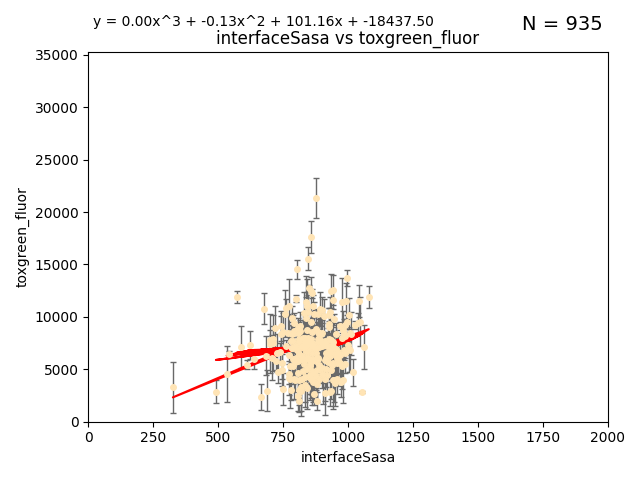 y = 0.00x^3 + -0.13x^2 + 101.16x + -18437.50
N = 935
interfaceSasa vs toxgreen_fluor
35000
30000
25000
20000
15000
10000
5000
0
toxgreen_fluor
0 250 500 750 1000 1250 1500 1750 2000
interfaceSasa